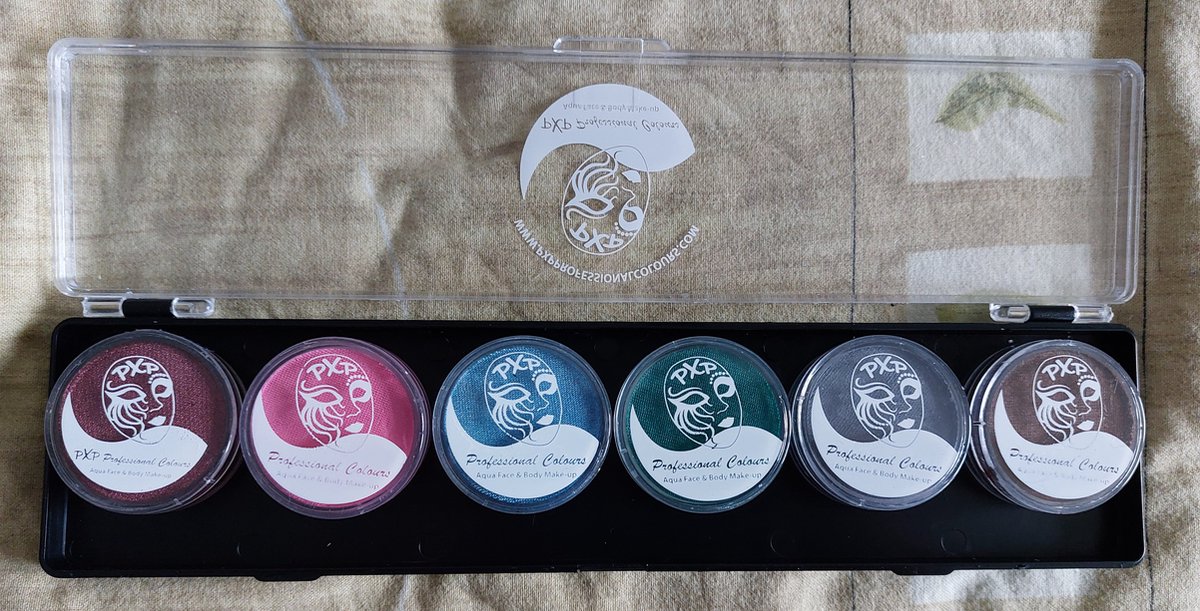 Aqua Face & Body Make-up
PXP Professional Colours
PXP
WWW.PXPPROFESSIONALCOLOURS.COM
PXP
PXP Professional Colours
Aqua Face & Body Make-up
PXP
Professional Colours
Aqua Face & Body Make-up
PXP
Professional Colours
Aqua Face & Body Make-up
PXP
Professional Colours
Aqua Face & Body Make-up
PXP
Professional Colours
Aqua Face & Body Make-up
PXP
Professional Colours
Aqua Face & Body Make-up